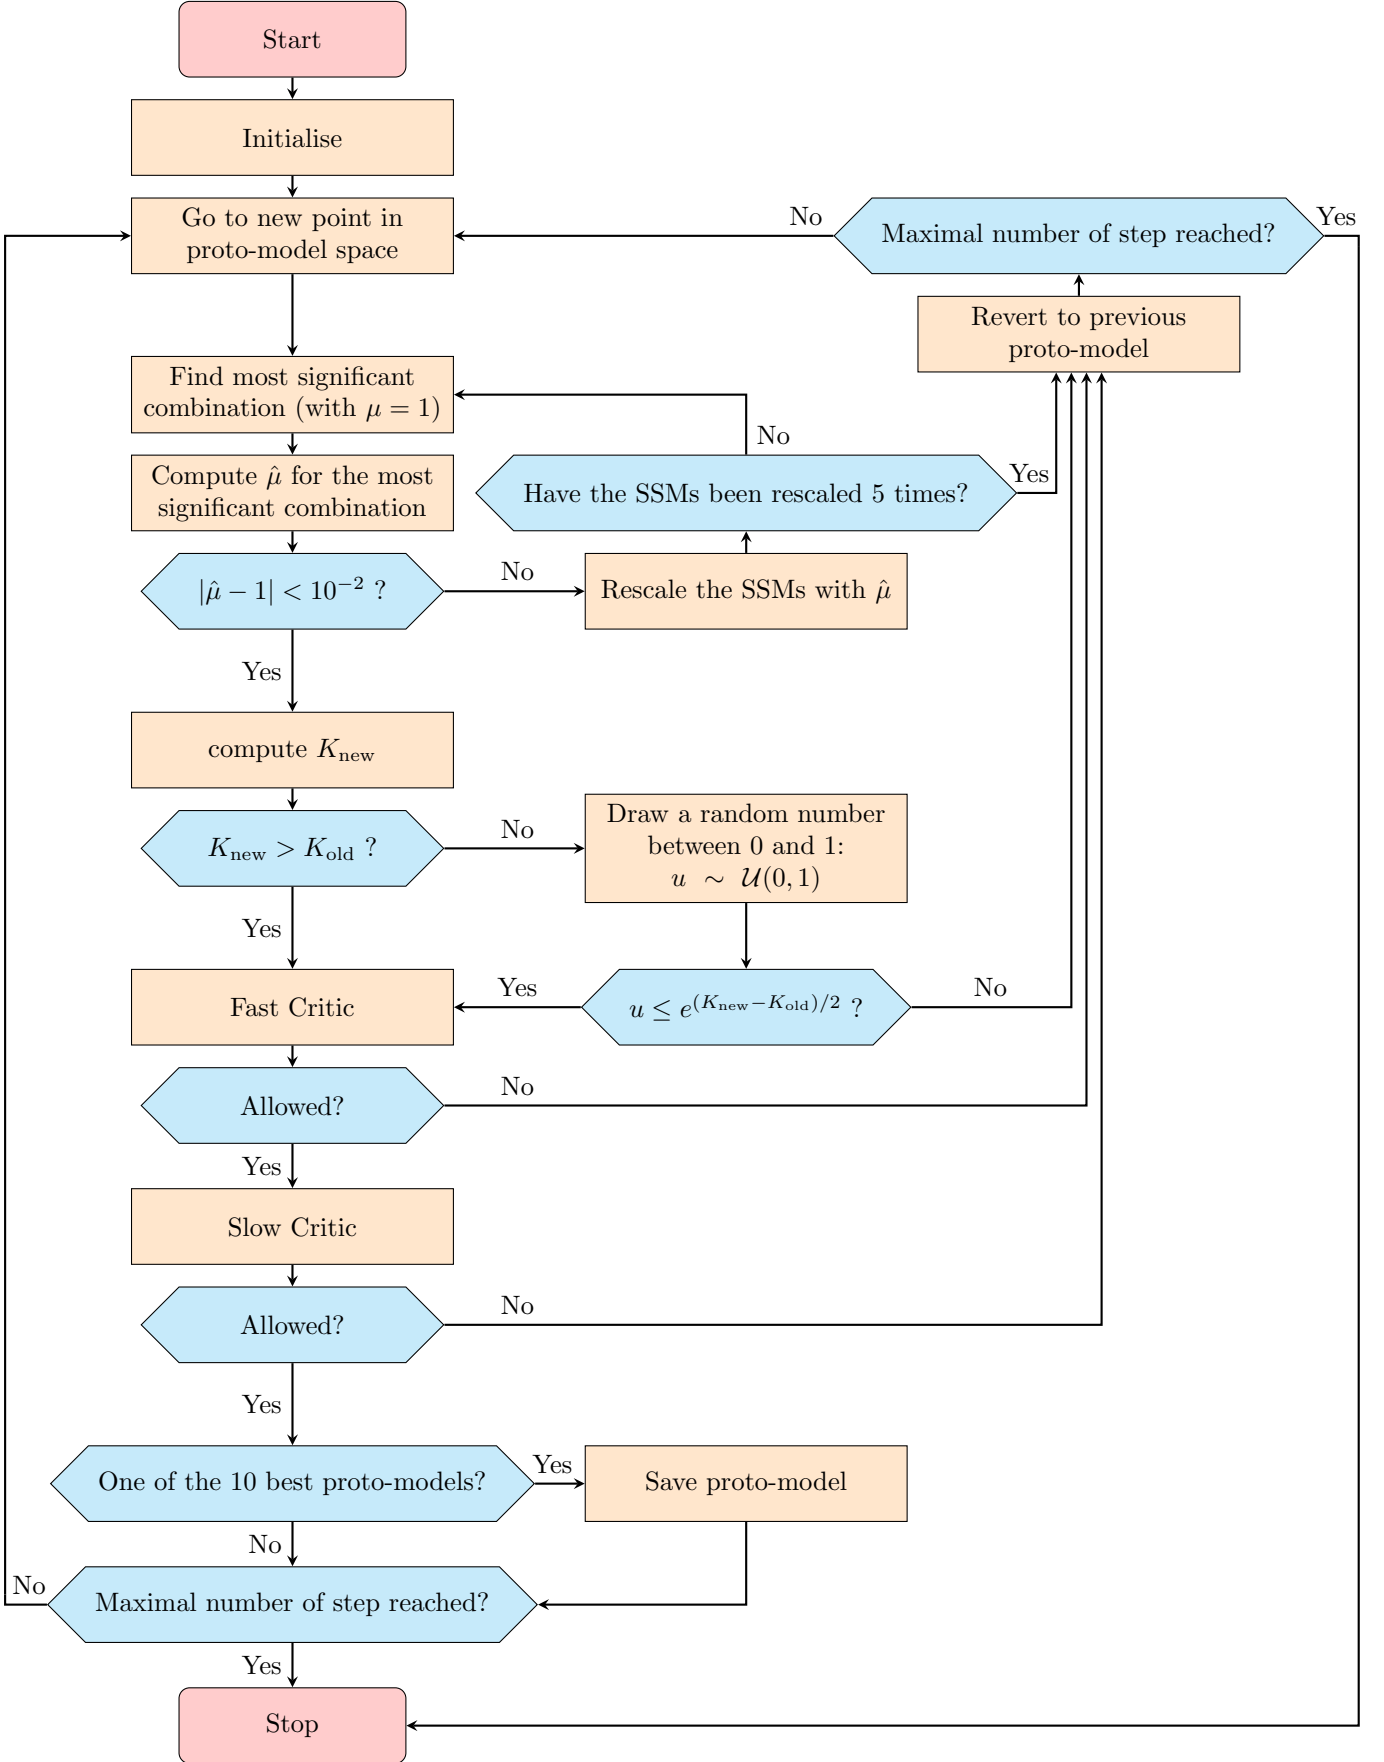 Start
Initialise
Go to new point in
proto-model space
No
Maximal number of step reached?
Yes
Revert to previous
proto-model
Find most significant
combination (with μ = 1)
No
Compute μ̂ for the most
significant combination
Have the SSMs been rescaled 5 times?
Yes
|μ̂ − 1| < 10⁻² ?
No
Rescale the SSMs with μ̂
Yes
compute K_new
K_new > K_old ?
No
Draw a random number
between 0 and 1:
u ∼ 𝒰(0, 1)
Yes
Fast Critic
Yes
u ≤ e^{(K_new−K_old)/2} ?
No
Allowed?
No
Yes
Slow Critic
Allowed?
No
Yes
One of the 10 best proto-models?
Yes
Save proto-model
No
No
Maximal number of step reached?
Yes
Stop